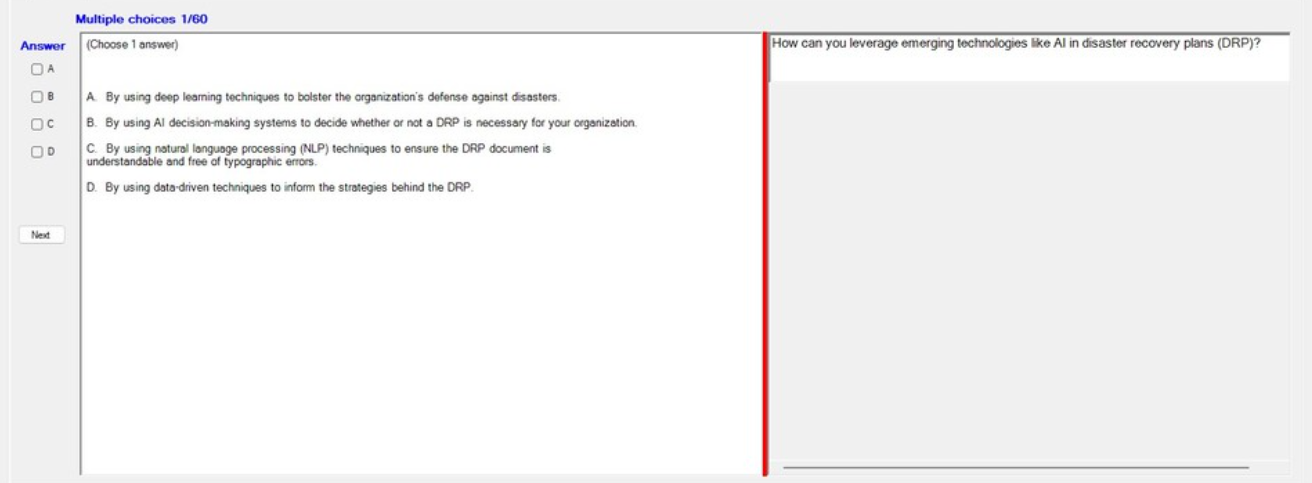 Multiple choices 1/60
Answer
A
B
C
D
Next
(Choose 1 answer)
A. By using deep learning techniques to bolster the organization's defense against disasters.
B. By using AI decision-making systems to decide whether or not a DRP is necessary for your organization.
C. By using natural language processing (NLP) techniques to ensure the DRP document is
understandable and free of typographic errors.
D. By using data-driven techniques to inform the strategies behind the DRP.
How can you leverage emerging technologies like AI in disaster recovery plans (DRP)?